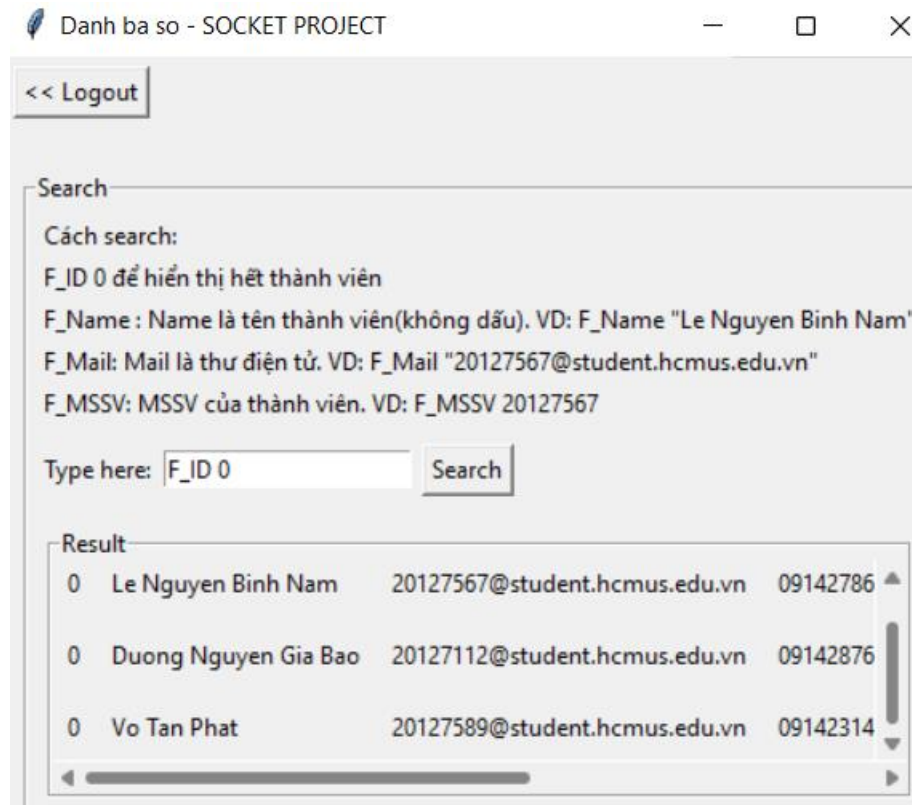 Danh ba so - SOCKET PROJECT
<< Logout
Search
Cách search:
F_ID 0 để hiển thị hết thành viên
F_Name : Name là tên thành viên(không dấu). VD: F_Name "Le Nguyen Binh Nam"
F_Mail: Mail là thư điện tử. VD: F_Mail "20127567@student.hcmus.edu.vn"
F_MSSV: MSSV của thành viên. VD: F_MSSV 20127567
Type here: F_ID 0 Search
Result
0 Le Nguyen Binh Nam 20127567@student.hcmus.edu.vn 09142786
0 Duong Nguyen Gia Bao 20127112@student.hcmus.edu.vn 09142876
0 Vo Tan Phat 20127589@student.hcmus.edu.vn 09142314